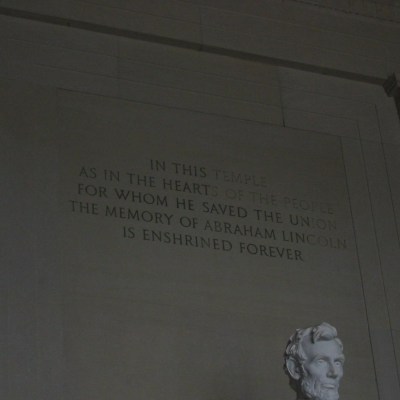 IN THIS TEMPLE
AS IN THE HEARTS OF THE PEOPLE
FOR WHOM HE SAVED THE UNION
THE MEMORY OF ABRAHAM LINCOLN
IS ENSHRINED FOREVER